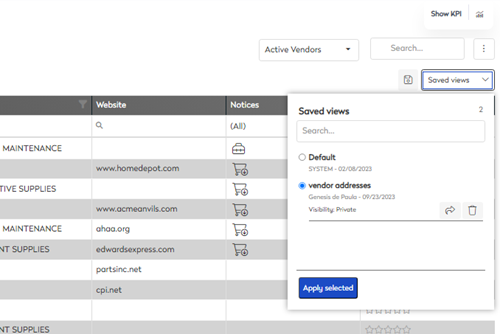 Show KPI
Active Vendors
Search...
Saved views
Website
Notices
(All)
MAINTENANCE
www.homedepot.com
TIVE SUPPLIES
www.acmeanvils.com
MAINTENANCE
ahaa.org
NT SUPPLIES
edwardsexpress.com
partsinc.net
cpi.net
NT SUPPLIES
Saved views
2
Search...
Default
SYSTEM - 02/08/2023
vendor addresses
Genesis de Paula - 09/23/2023
Visibility: Private
Apply selected